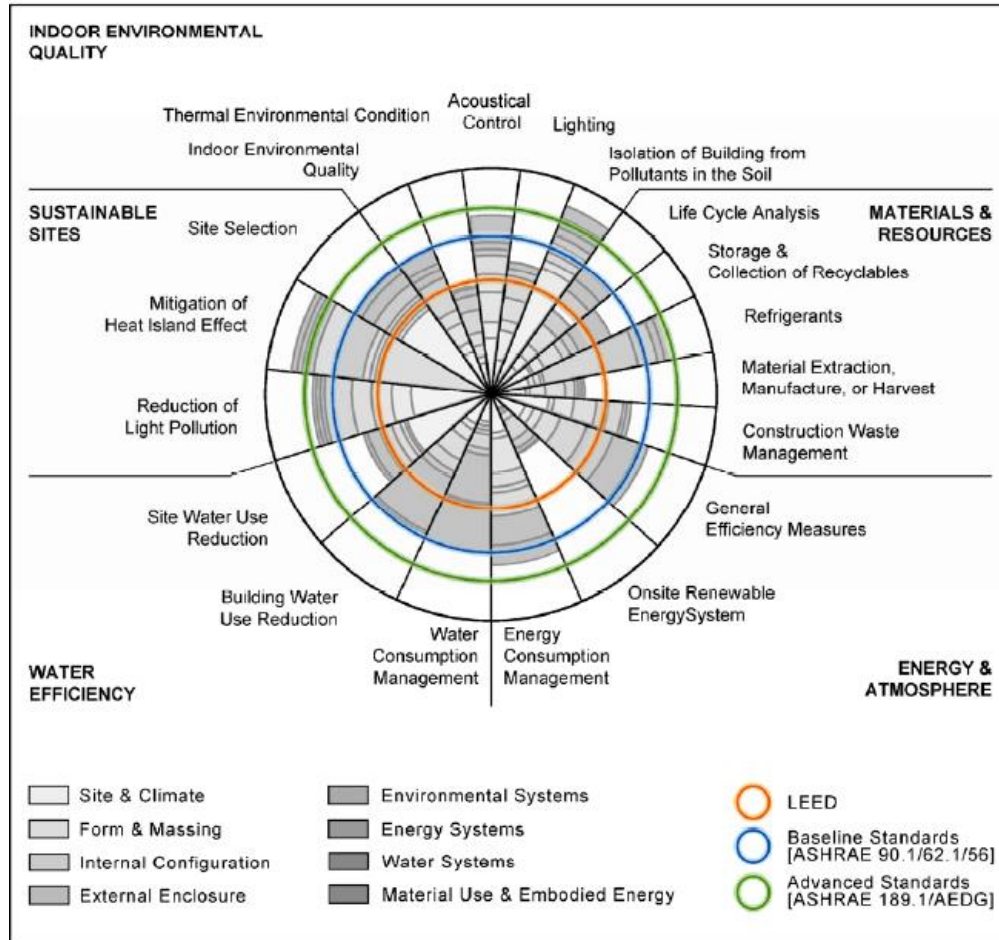 INDOOR ENVIRONMENTAL
QUALITY
Thermal Environmental Condition
Acoustical
Control
Lighting
Indoor Environmental
Quality
Isolation of Building from
Pollutants in the Soil
SUSTAINABLE
SITES
Site Selection
Life Cycle Analysis
MATERIALS &
RESOURCES
Storage &
Collection of Recyclables
Mitigation of
Heat Island Effect
Refrigerants
Material Extraction,
Manufacture, or Harvest
Reduction of
Light Pollution
Construction Waste
Management
Site Water Use
Reduction
General
Efficiency Measures
Building Water
Use Reduction
Onsite Renewable
EnergySystem
Water
Consumption
Management
Energy
Consumption
Management
WATER
EFFICIENCY
ENERGY &
ATMOSPHERE
Site & Climate
Form & Massing
Internal Configuration
External Enclosure
Environmental Systems
Energy Systems
Water Systems
Material Use & Embodied Energy
LEED
Baseline Standards
[ASHRAE 90.1/62.1/56]
Advanced Standards
[ASHRAE 189.1/AEDG]